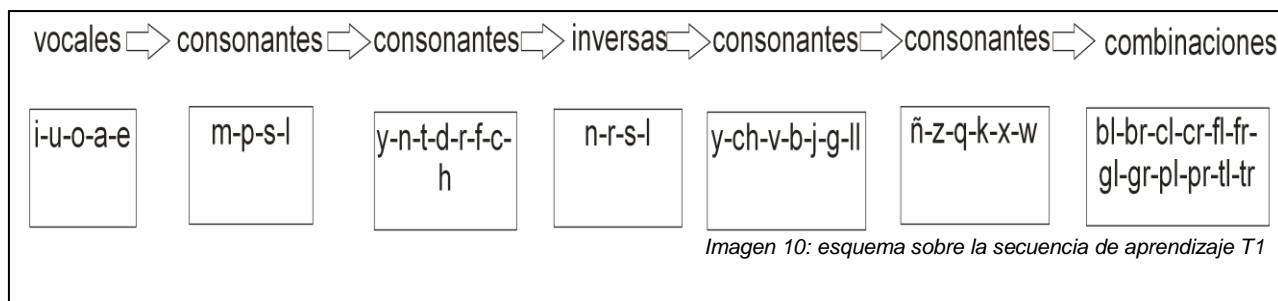 vocales consonantes consonantes inversas consonantes consonantes combinaciones
i-u-o-a-e
m-p-s-l
y-n-t-d-r-f-c-
h
n-r-s-l
y-ch-v-b-j-g-ll
ñ-z-q-k-x-w
bl-br-cl-cr-fl-fr-
gl-gr-pl-pr-tl-tr
Imagen 10: esquema sobre la secuencia de aprendizaje T1